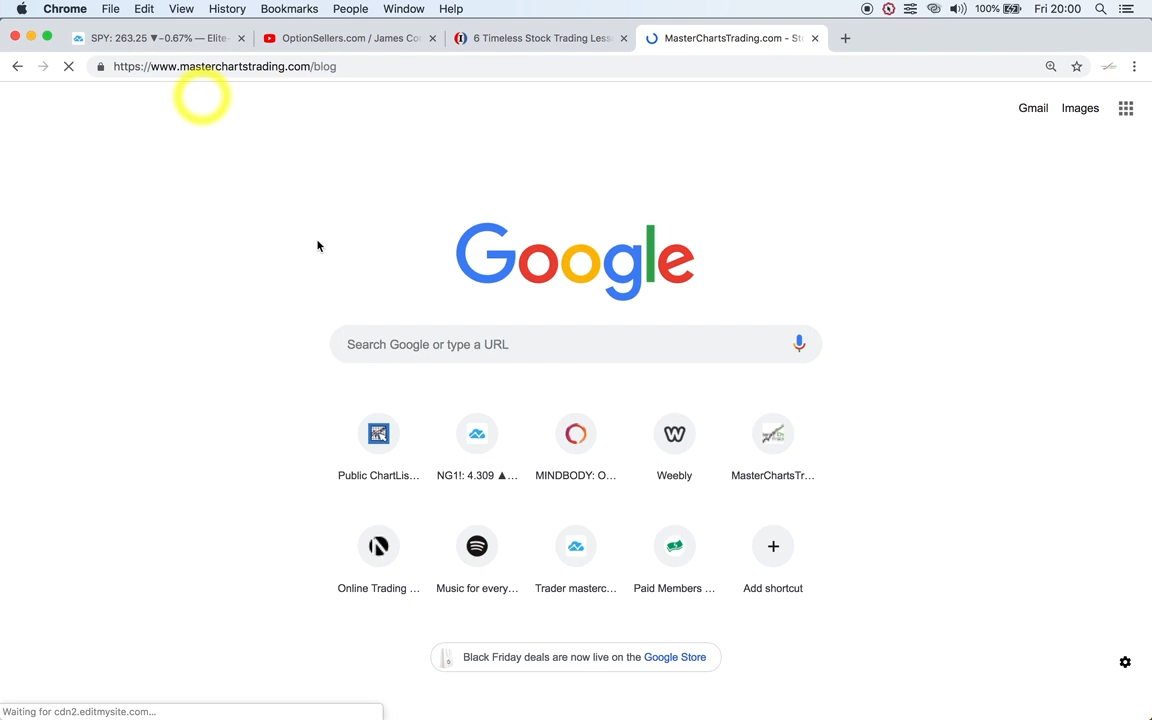 Chrome File Edit View History Bookmarks People Window Help 100% Fri 20:00
SPY: 263.25 ▼−0.67% — Elite- OptionSellers.com / James Cor 6 Timeless Stock Trading Less MasterChartsTrading.com - St
https://www.masterchartstrading.com/blog
Gmail Images
Google
Search Google or type a URL
Public ChartLis... NG1!: 4.309 ▲... MINDBODY: O... Weebly MasterChartsTr...
Online Trading ... Music for every... Trader masterc... Paid Members ... Add shortcut
Black Friday deals are now live on the Google Store
Waiting for cdn2.editmysite.com...